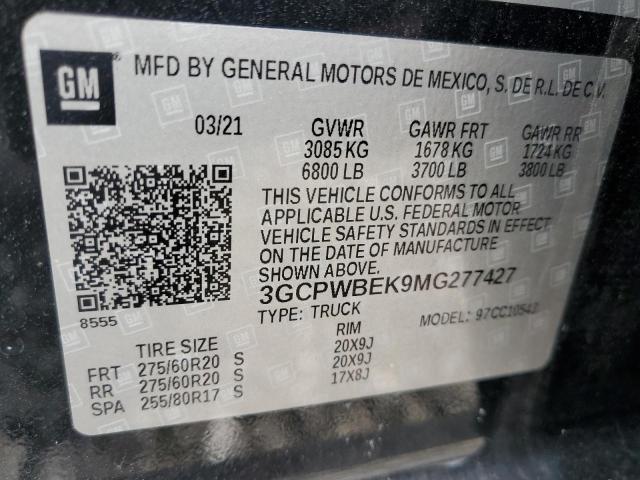 GM
MFD BY GENERAL MOTORS DE MEXICO, S. DE R.L. DE C.V.
03/21 GVWR GAWR FRT GAWR RR
3085 KG 1678 KG 1724 KG
6800 LB 3700 LB 3800 LB
THIS VEHICLE CONFORMS TO ALL
APPLICABLE U.S. FEDERAL MOTOR
VEHICLE SAFETY STANDARDS IN EFFECT
ON THE DATE OF MANUFACTURE
SHOWN ABOVE.
3GCPWBEK9MG277427
8555
TYPE: TRUCK MODEL: 97CC10543
TIRE SIZE RIM
FRT 275/60R20 S 20X9J
RR 275/60R20 S 20X9J
SPA 255/80R17 S 17X8J